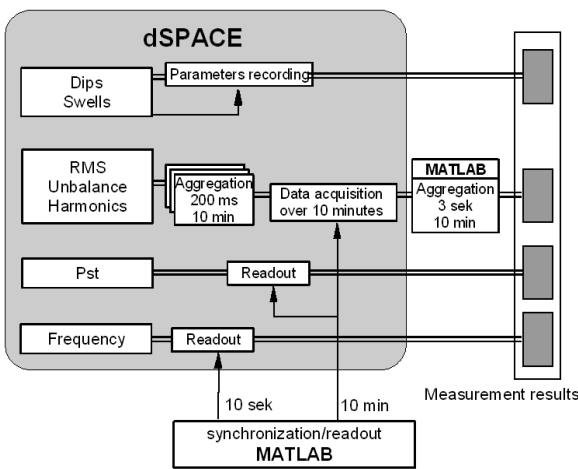 dSPACE
Dips
Swells
Parameters recording
RMS
Unbalance
Harmonics
Aggregation
200 ms
10 min
Data acquisition
over 10 minutes
MATLAB
Aggregation
3 sek
10 min
Pst
Readout
Frequency
Readout
10 sek
10 min
Measurement results
synchronization/readout
MATLAB